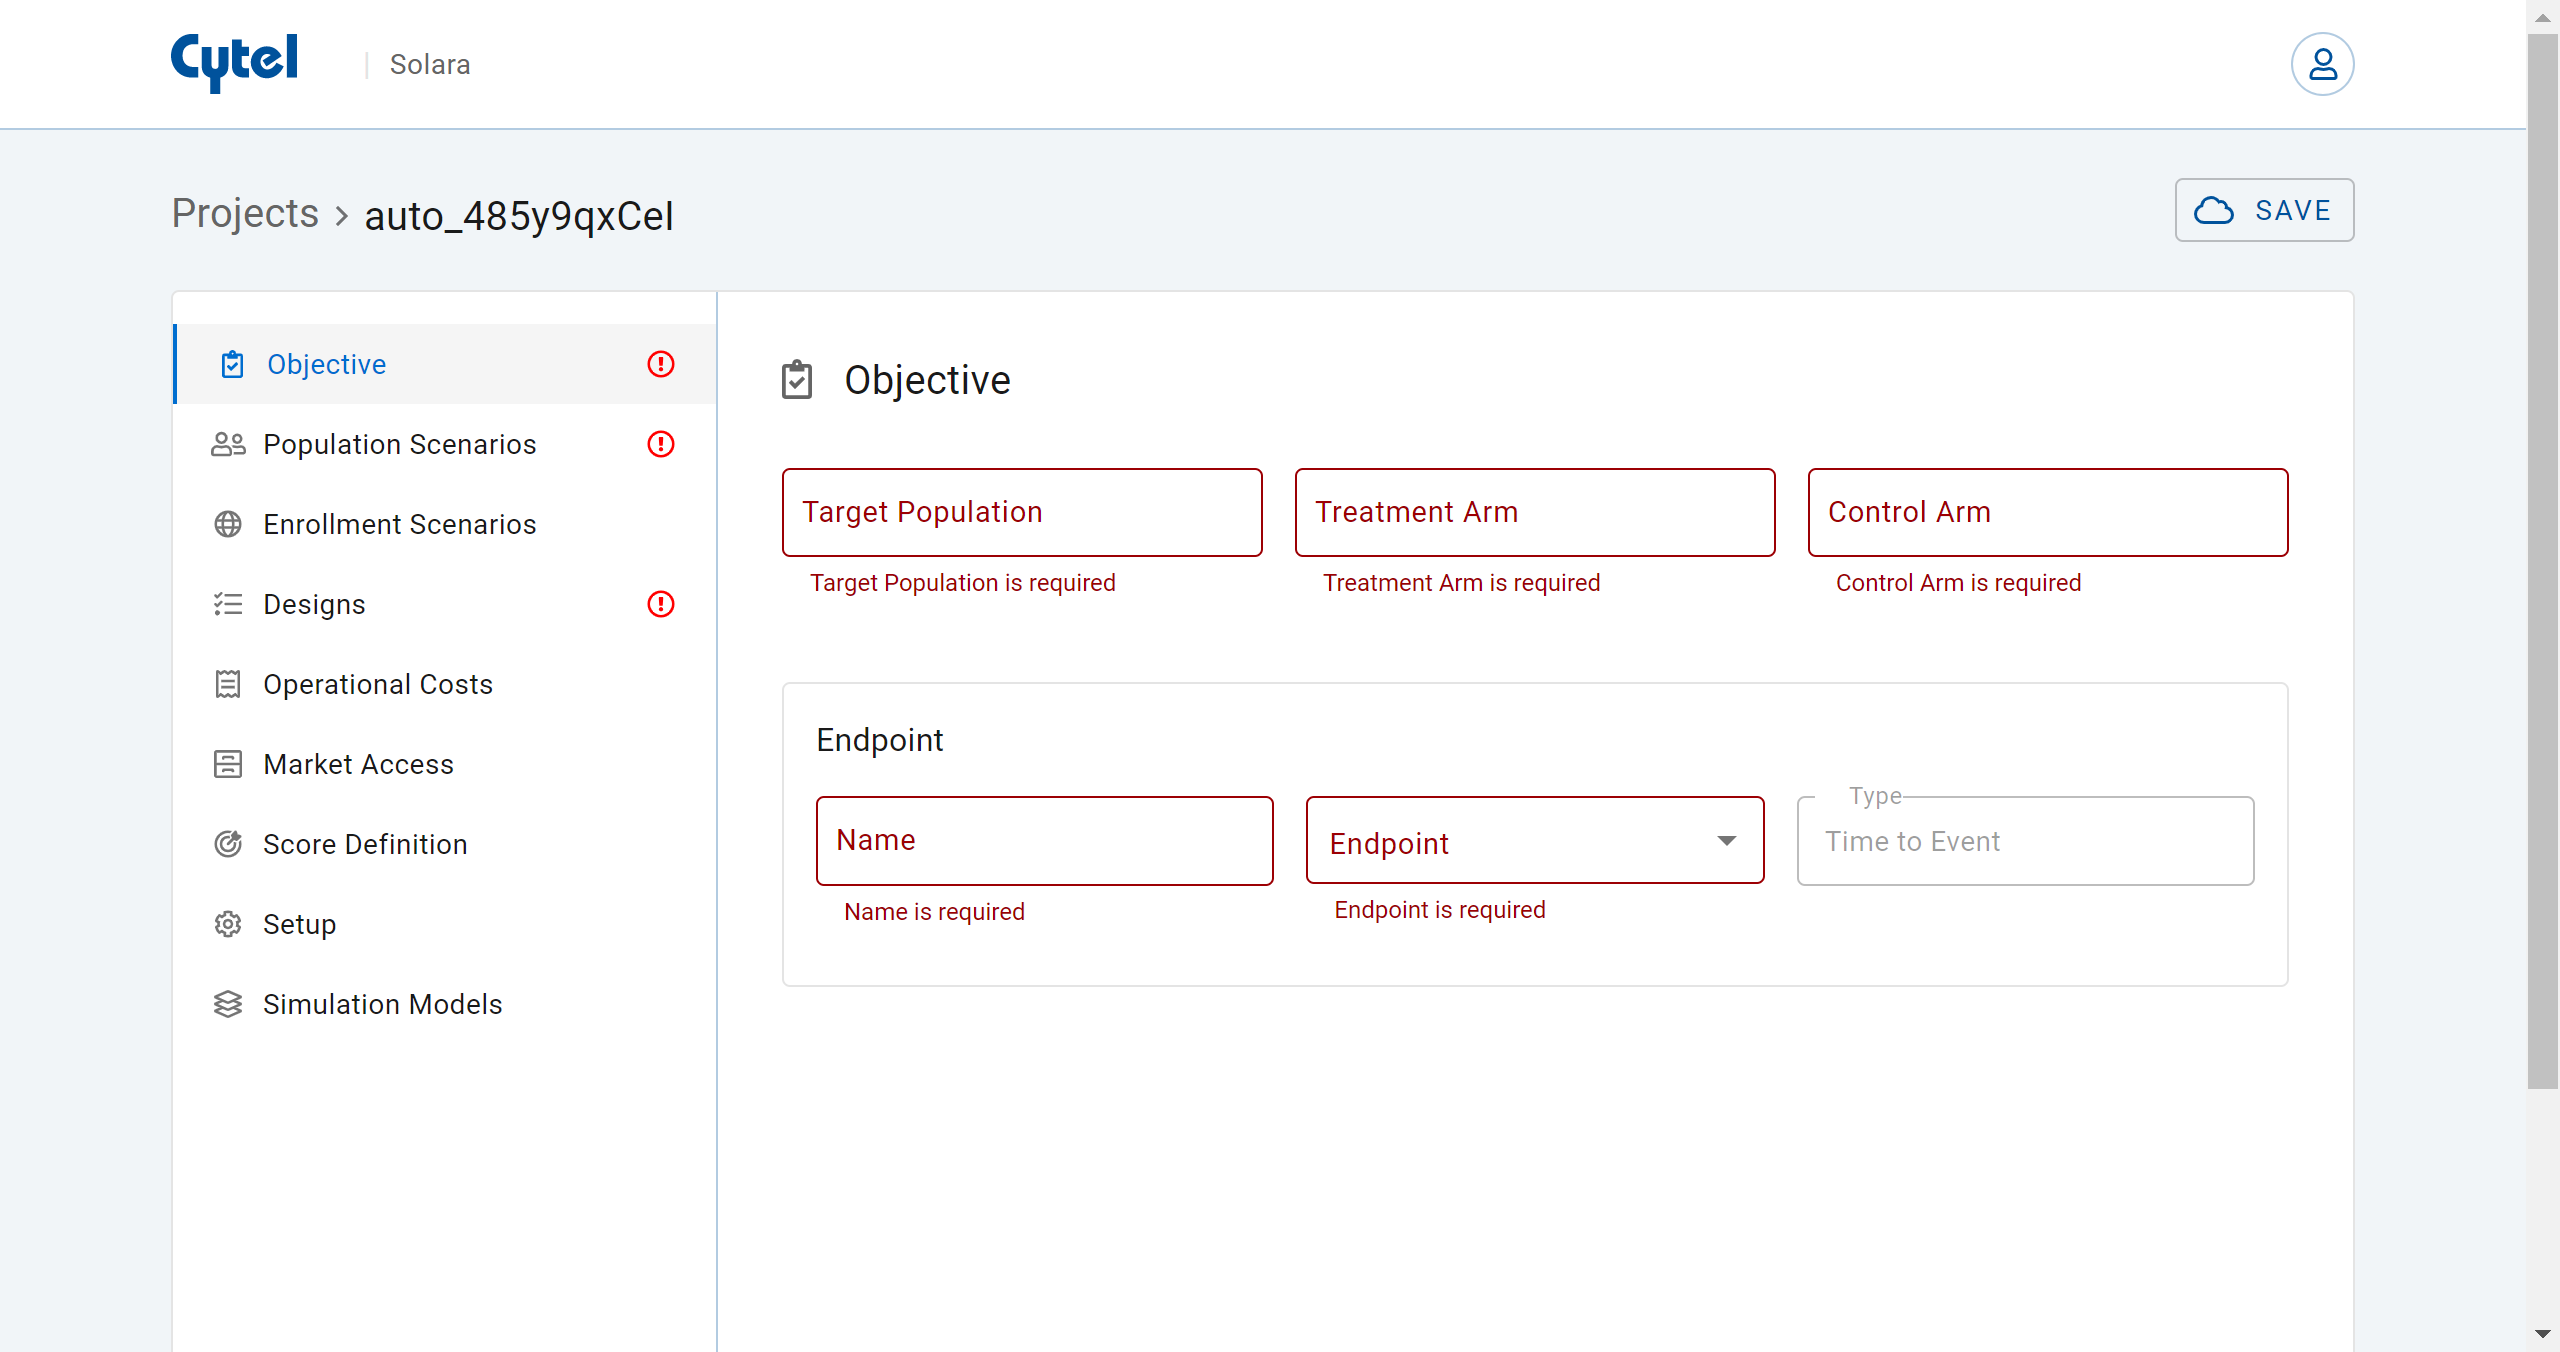 Cytel | Solara
Projects > auto_485y9qxCeI
SAVE
Objective
Population Scenarios
Enrollment Scenarios
Designs
Operational Costs
Market Access
Score Definition
Setup
Simulation Models
Objective
Target Population
Treatment Arm
Control Arm
Target Population is required
Treatment Arm is required
Control Arm is required
Endpoint
Name
Endpoint
Type
Time to Event
Name is required
Endpoint is required